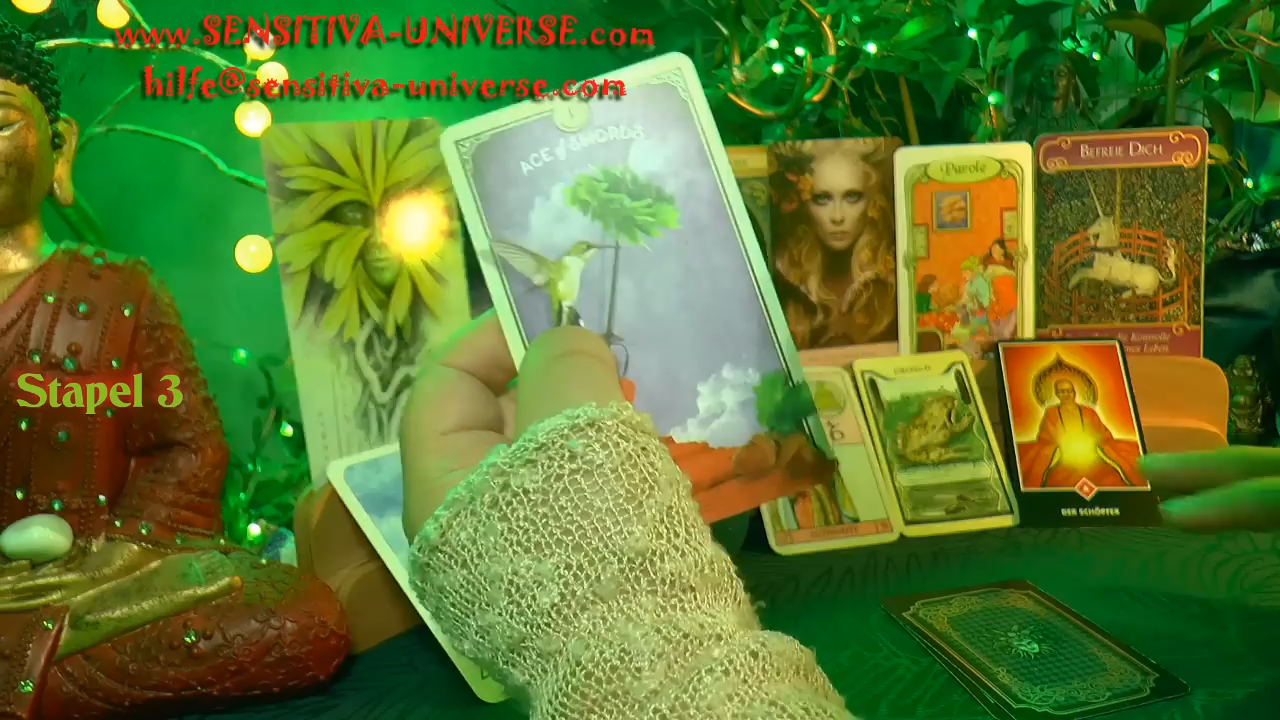 www.SENSITIVA-UNIVERSE.com
hilfe@sensitiva-universe.com
ACE of SWORDS
Parole
BEFREIE DICH
Stapel 3
DER SCHÖPFER